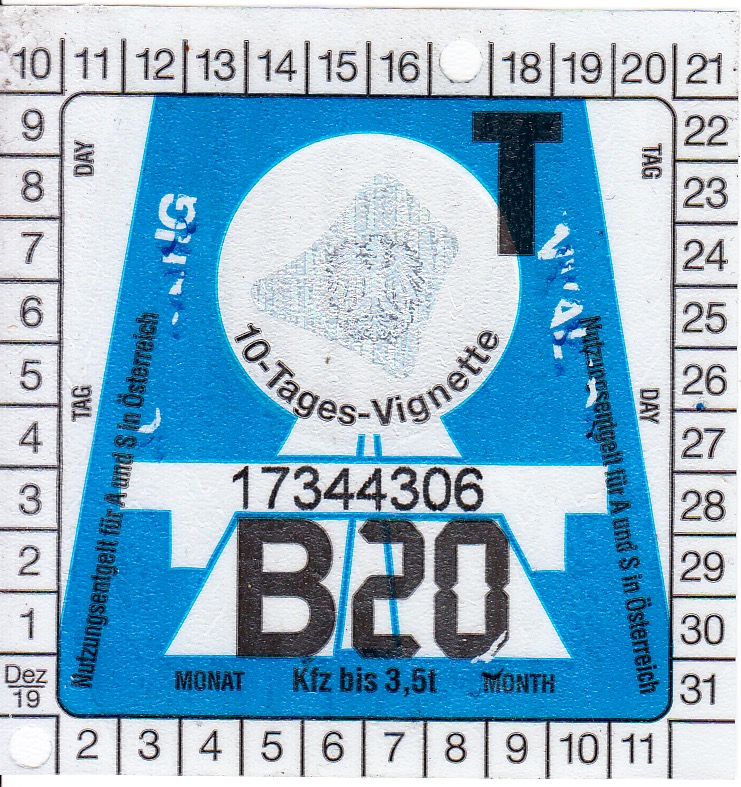 10 11 12 13 14 15 16 18 19 20 21
9 22
8 23
7 24
6 25
5 26
4 27
3 28
2 29
1 30
Dez
19
31
2 3 4 5 6 7 8 9 10 11
DAY
TAG
TAG
DAY
T
10-Tages-Vignette
Nutzungsentgelt für A und S in Österreich
Nutzungsentgelt für A und S in Österreich
17344306
B20
MONAT Kfz bis 3,5t MONTH